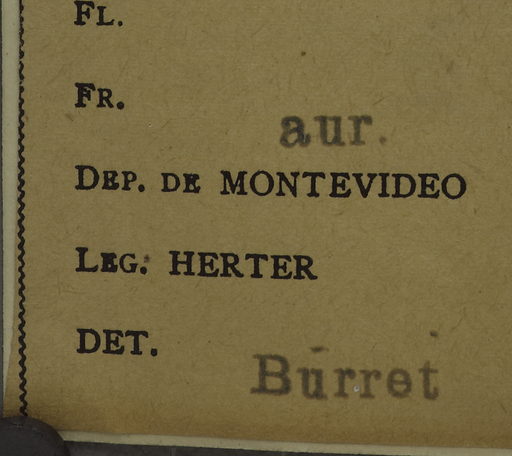 FL.
FR.
aur.
DEP. DE MONTEVIDEO
LEG. HERTER
DET.
Burret